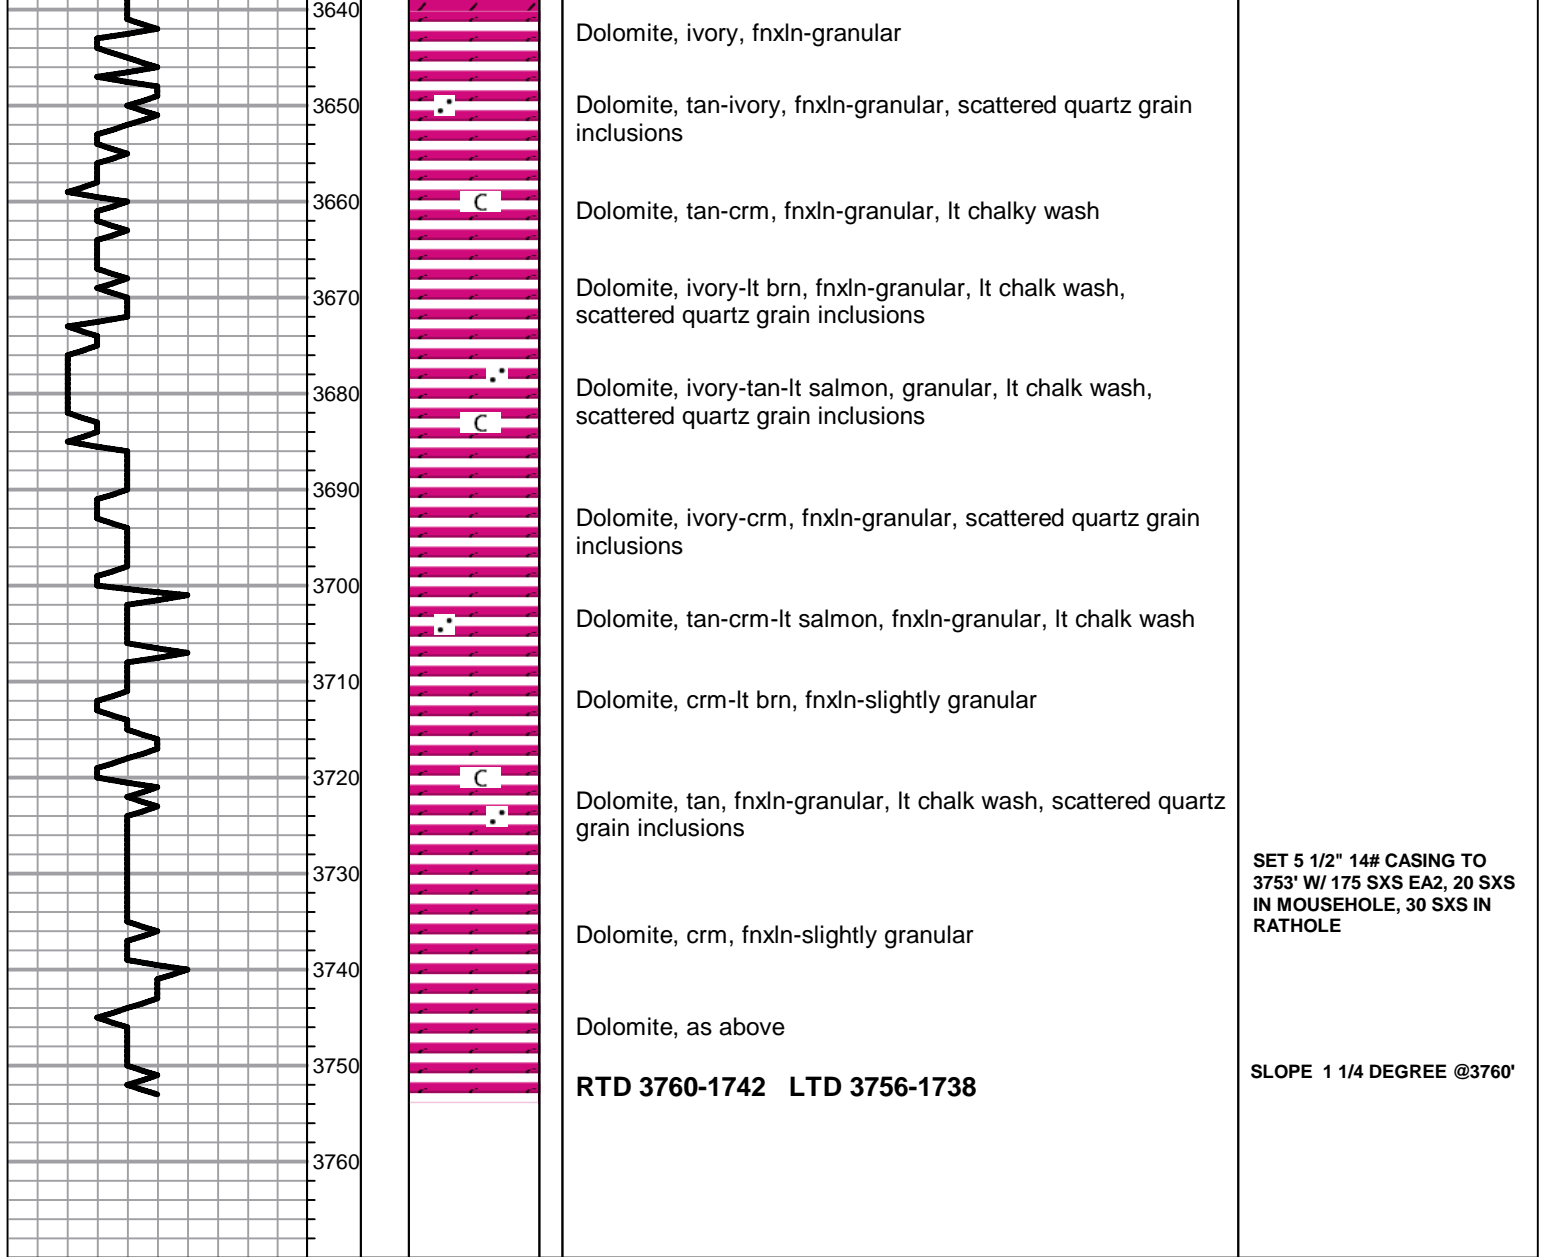 3640
Dolomite, ivory, fnxln-granular
3650
Dolomite, tan-ivory, fnxln-granular, scattered quartz grain
inclusions
3660
C
Dolomite, tan-crm, fnxln-granular, lt chalky wash
3670
Dolomite, ivory-lt brn, fnxln-granular, lt chalk wash,
scattered quartz grain inclusions
3680
Dolomite, ivory-tan-lt salmon, granular, lt chalk wash,
scattered quartz grain inclusions
C
3690
Dolomite, ivory-crm, fnxln-granular, scattered quartz grain
inclusions
3700
Dolomite, tan-crm-lt salmon, fnxln-granular, lt chalk wash
3710
Dolomite, crm-lt brn, fnxln-slightly granular
3720
C
Dolomite, tan, fnxln-granular, lt chalk wash, scattered quartz
grain inclusions
3730
SET 5 1/2" 14# CASING TO
3753' W/ 175 SXS EA2, 20 SXS
IN MOUSEHOLE, 30 SXS IN
RATHOLE
Dolomite, crm, fnxln-slightly granular
3740
Dolomite, as above
3750
SLOPE 1 1/4 DEGREE @3760'
RTD 3760-1742 LTD 3756-1738
3760